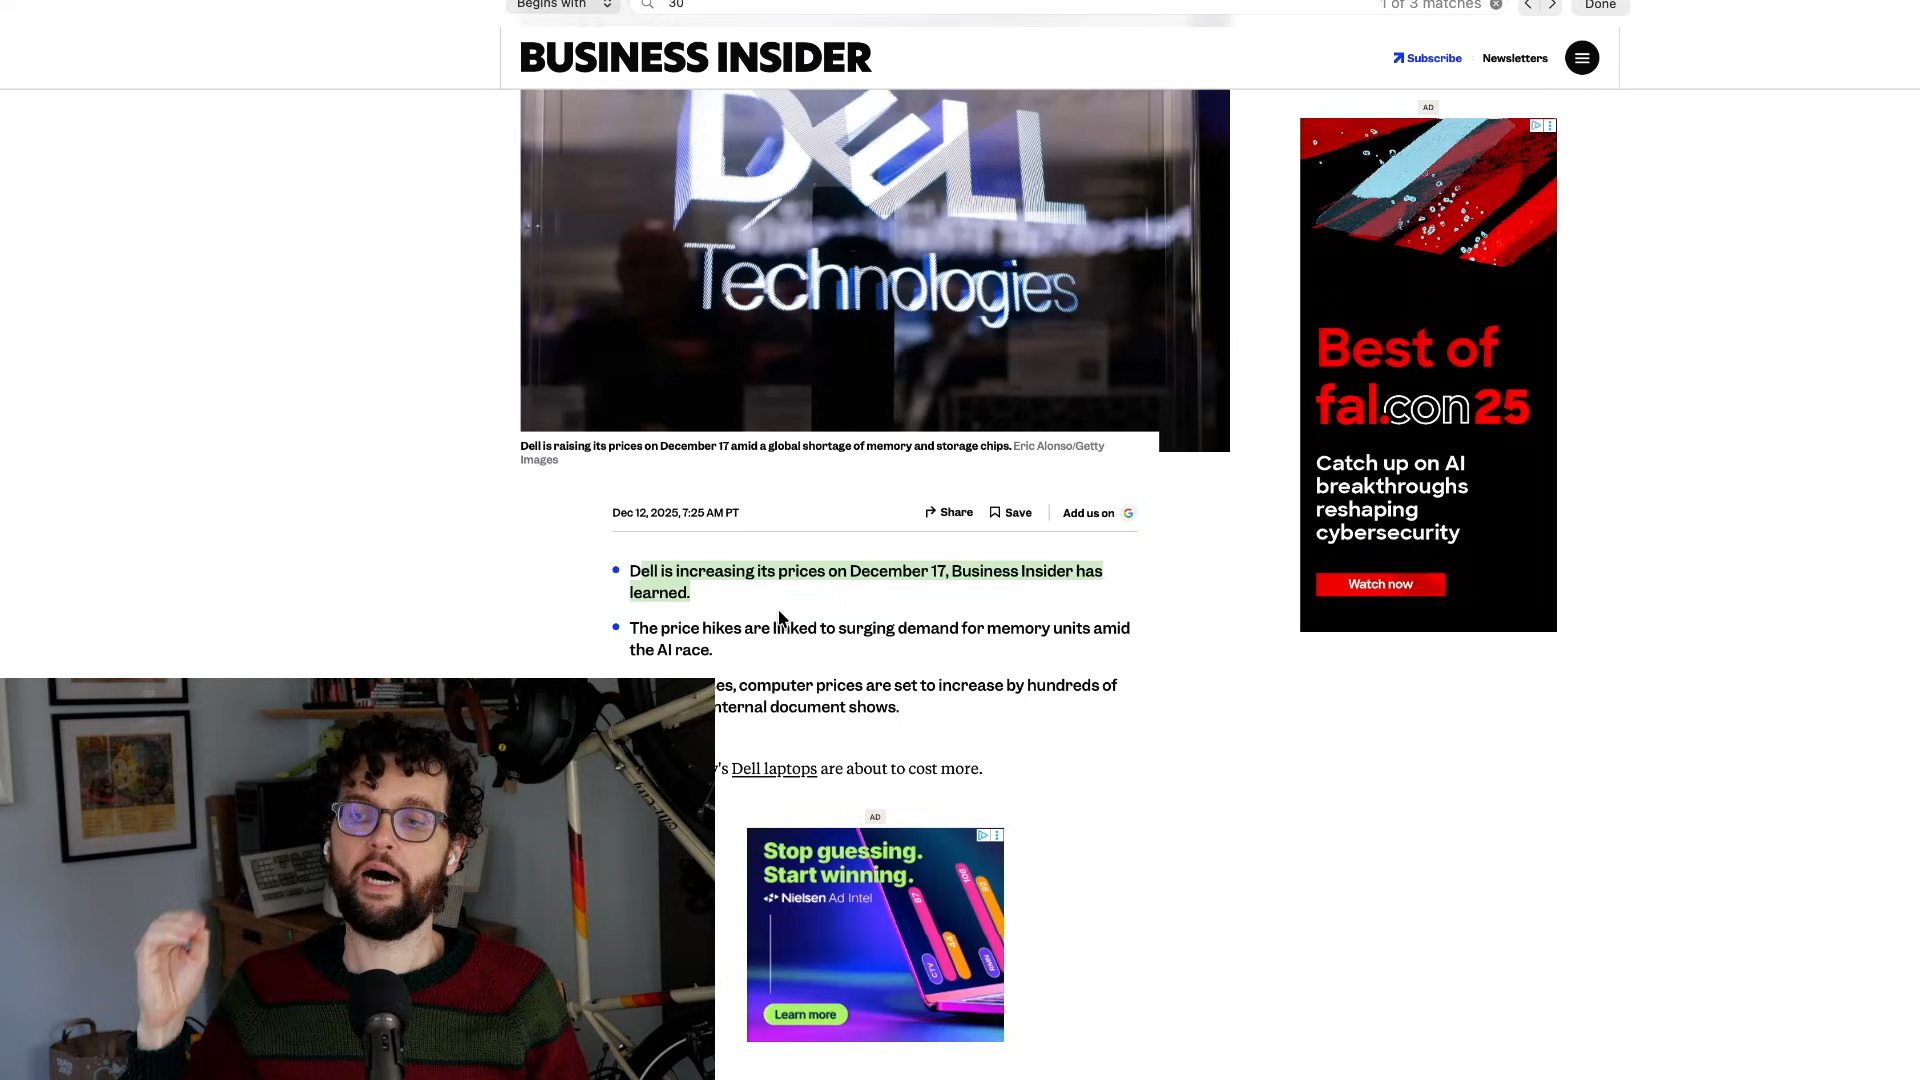 Begins with
30
1 of 3 matches
Done
BUSINESS INSIDER
Subscribe
Newsletters
DELL
Technologies
Dell is raising its prices on December 17 amid a global shortage of memory and storage chips. Eric Alonso/Getty
Images
Dec 12, 2025, 7:25 AM PT
Share
Save
Add us on
Dell is increasing its prices on December 17, Business Insider has
learned.
The price hikes are linked to surging demand for memory units amid
the AI race.
es, computer prices are set to increase by hundreds of
nternal document shows.
's Dell laptops are about to cost more.
AD
Stop guessing.
Start winning.
Nielsen Ad Intel
Learn more
AD
Best of
fal.con25
Catch up on AI
breakthroughs
reshaping
cybersecurity
Watch now